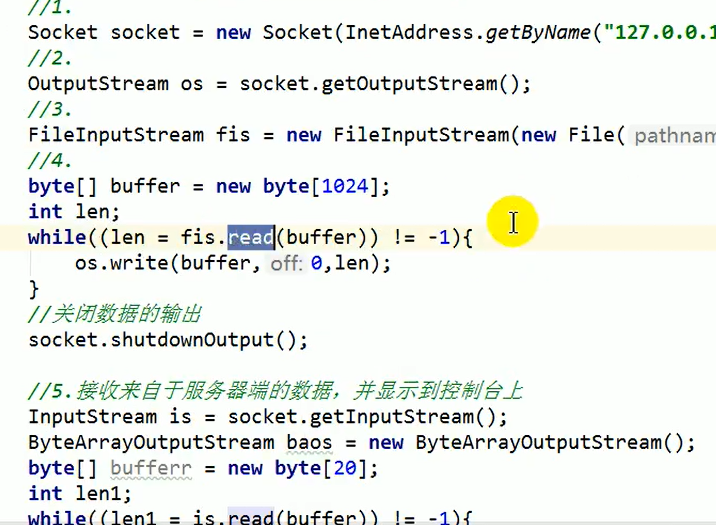 //1.
Socket socket = new Socket(InetAddress.getByName("127.0.0.1
//2.
OutputStream os = socket.getOutputStream();
//3.
FileInputStream fis = new FileInputStream(new File( pathnam
//4.
byte[] buffer = new byte[1024];
int len;
while((len = fis.read(buffer)) != -1){
os.write(buffer, off: 0,len);
}
//关闭数据的输出
socket.shutdownOutput();
//5.接收来自于服务器端的数据，并显示到控制台上
InputStream is = socket.getInputStream();
ByteArrayOutputStream baos = new ByteArrayOutputStream();
byte[] bufferr = new byte[20];
int len1;
while((len1 = is.read(buffer)) != -1){